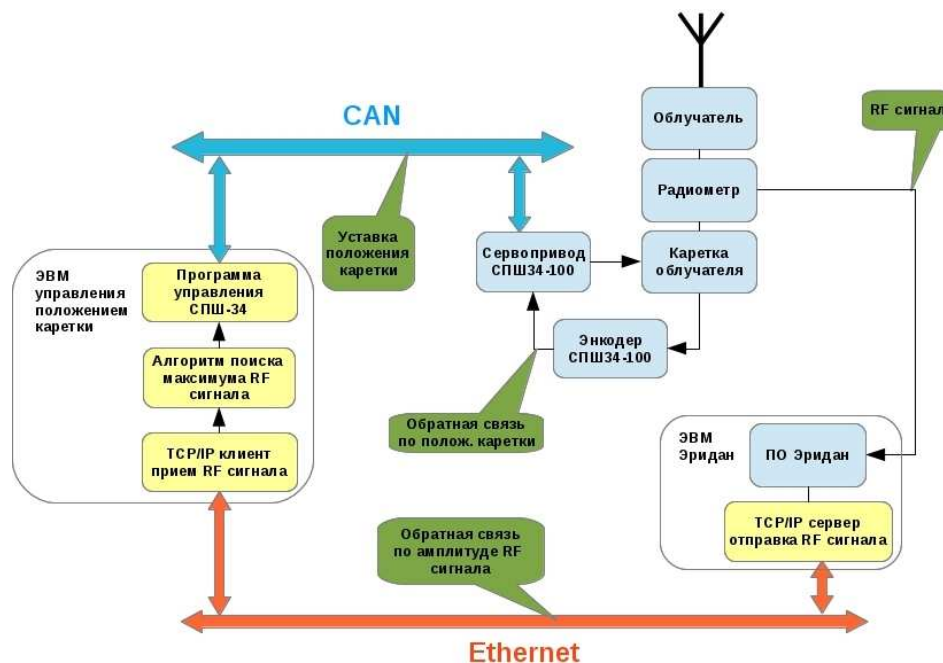 CAN
RF сигнал
Облучатель
Радиометр
Уставка
положения
каретки
Сервопривод
СПШ34-100
Каретка
облучателя
ЭВМ
управления
положением
каретки
Программа
управления
СПШ-34
Энкодер
СПШ34-100
Алгоритм поиска
максимума RF
сигнала
Обратная связь
по полож. каретки
TCP/IP клиент
прием RF сигнала
ЭВМ
Эридан
ПО Эридан
TCP/IP сервер
отправка RF сигнала
Обратная связь
по амплитуде RF
сигнала
Ethernet